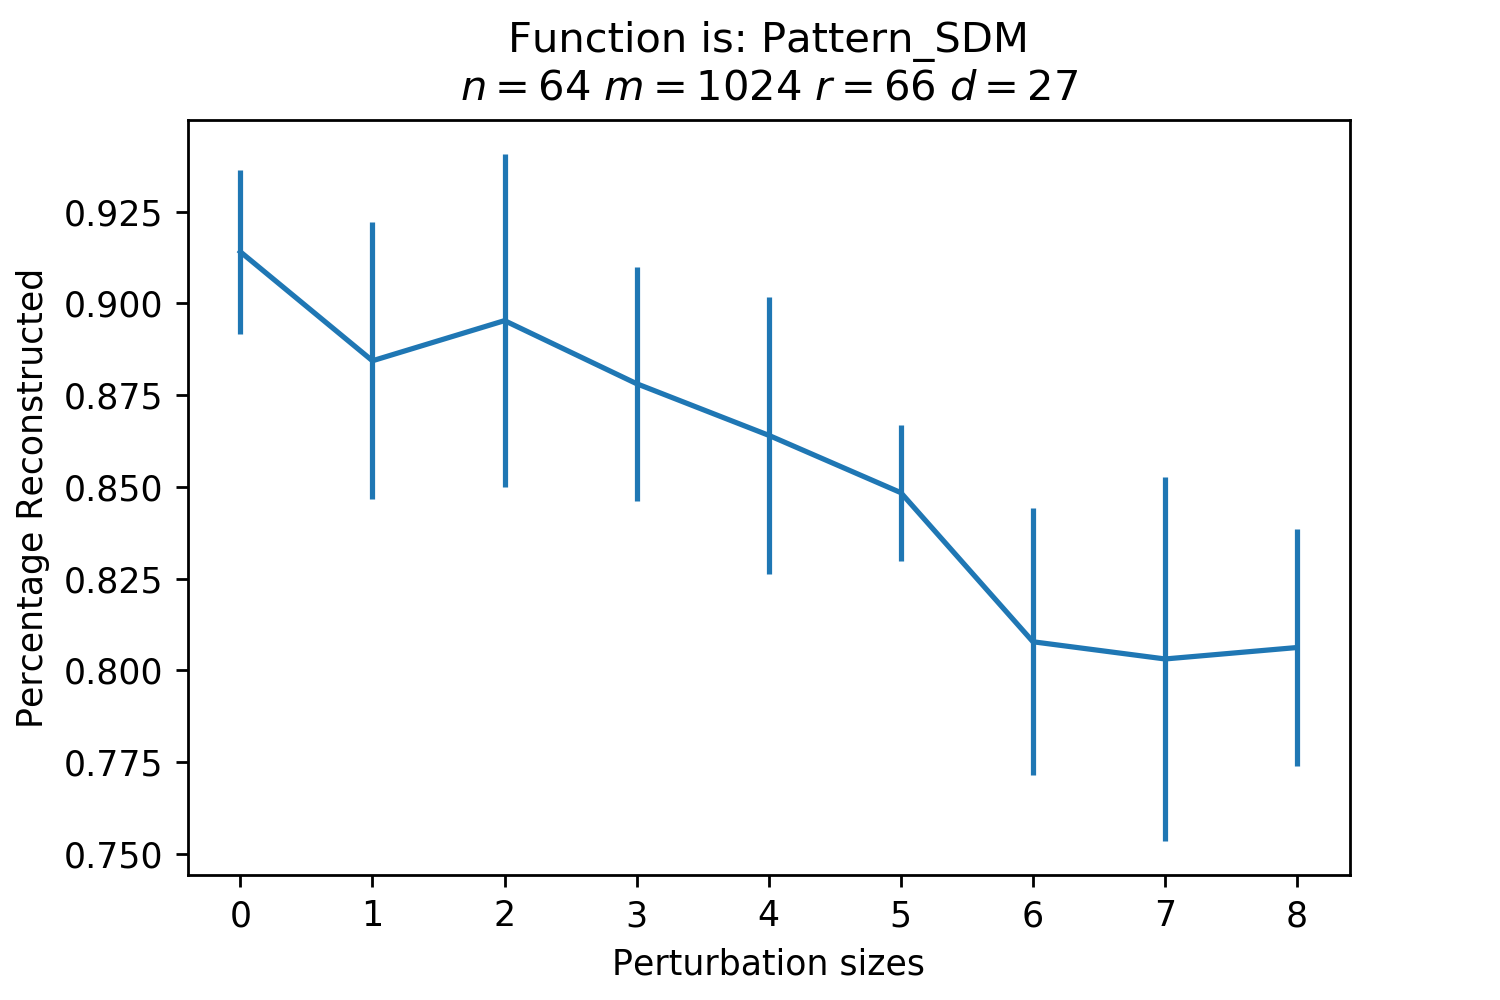 Function is: Pattern_SDM
n = 64 m = 1024 r = 66 d = 27
Percentage Reconstructed
0.925
0.900
0.875
0.850
0.825
0.800
0.775
0.750
0 1 2 3 4 5 6 7 8
Perturbation sizes